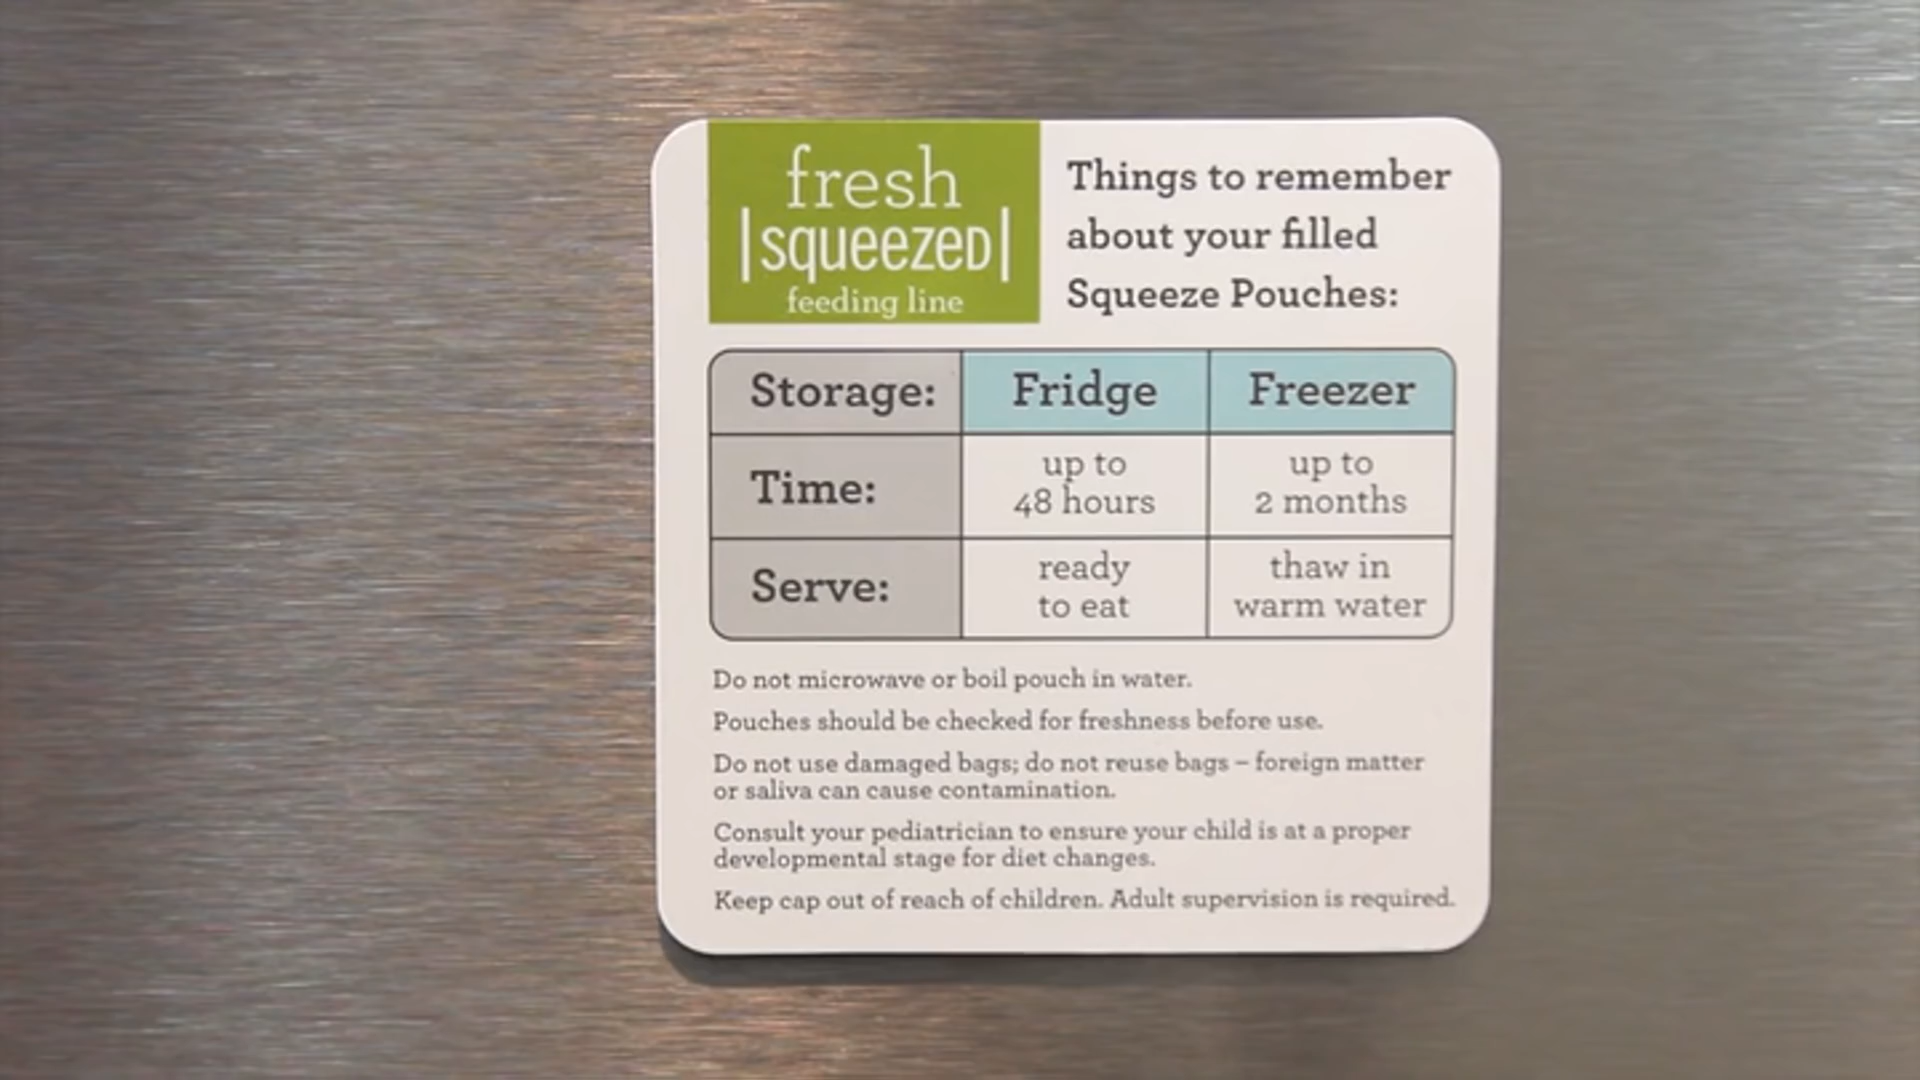 fresh
|squeezed|
feeding line
Things to remember
about your filled
Squeeze Pouches:
Storage: Fridge Freezer
Time: up to 48 hours up to 2 months
Serve: ready to eat thaw in warm water
Do not microwave or boil pouch in water.
Pouches should be checked for freshness before use.
Do not use damaged bags; do not reuse bags – foreign matter
or saliva can cause contamination.
Consult your pediatrician to ensure your child is at a proper
developmental stage for diet changes.
Keep cap out of reach of children. Adult supervision is required.